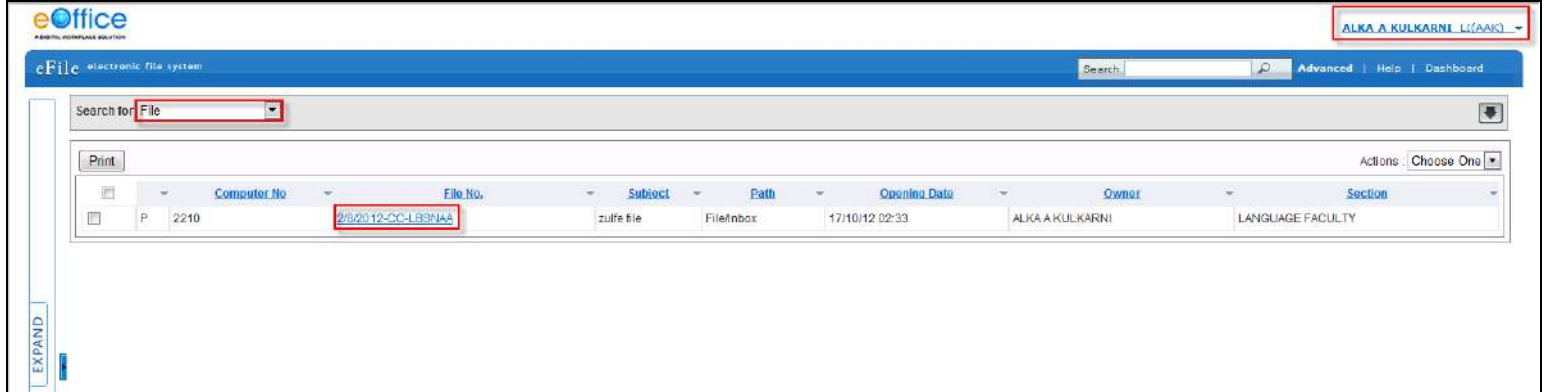 eOffice
A DIGITAL WORKPLACE SOLUTION
ALKA A KULKARNI LI(AAK)
eFile electronic file system
Search Advanced | Help | Dashboard
Search for File
Print
Actions : Choose One
Computer No File No. Subject Path Opening Date Owner Section
P 2210 2/8/2012-CC-LBSNAA zulfe file File/Inbox 17/10/12 02:33 ALKA A KULKARNI LANGUAGE FACULTY
EXPAND